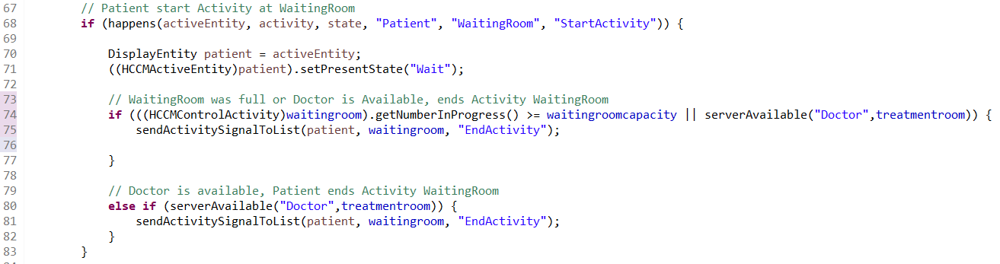 67 // Patient start Activity at WaitingRoom
68 if (happens(activeEntity, activity, state, "Patient", "WaitingRoom", "StartActivity")) {
69
70 DisplayEntity patient = activeEntity;
71 ((HCCMActiveEntity)patient).setPresentState("Wait");
72
73 // WaitingRoom was full or Doctor is Available, ends Activity WaitingRoom
74 if (((HCCMControlActivity)waitingroom).getNumberInProgress() >= waitingroomcapacity || serverAvailable("Doctor",treatmentroom)) {
75 sendActivitySignalToList(patient, waitingroom, "EndActivity");
76
77 }
78
79 // Doctor is available, Patient ends Activity WaitingRoom
80 else if (serverAvailable("Doctor",treatmentroom)) {
81 sendActivitySignalToList(patient, waitingroom, "EndActivity");
82 }
83 }